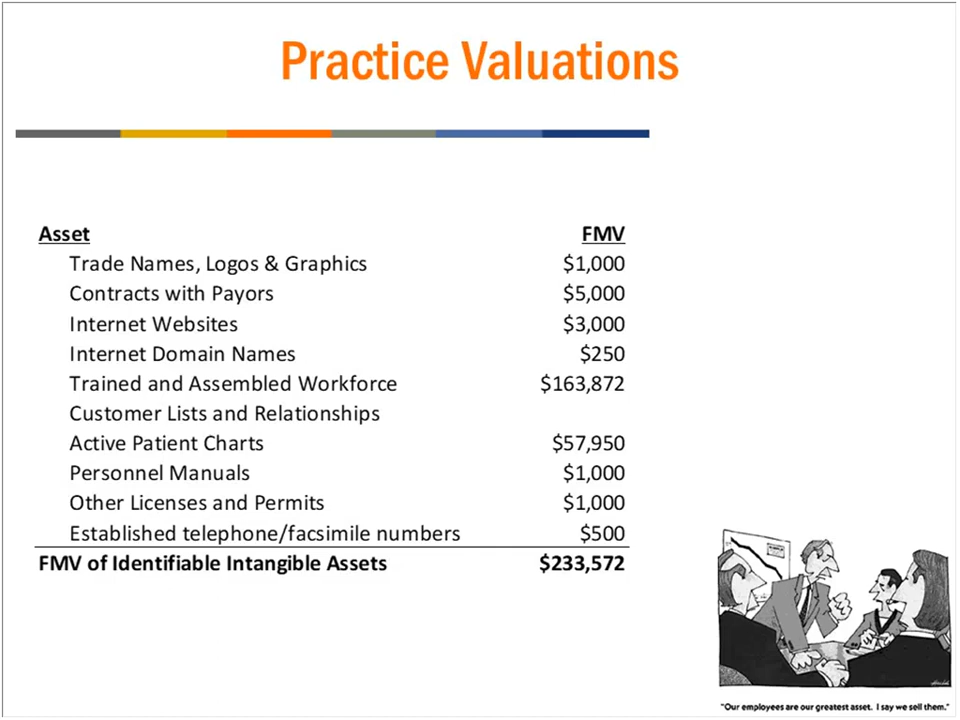 Practice Valuations
Asset FMV
Trade Names, Logos & Graphics $1,000
Contracts with Payors $5,000
Internet Websites $3,000
Internet Domain Names $250
Trained and Assembled Workforce $163,872
Customer Lists and Relationships
Active Patient Charts $57,950
Personnel Manuals $1,000
Other Licenses and Permits $1,000
Established telephone/facsimile numbers $500
FMV of Identifiable Intangible Assets $233,572
"Our employees are our greatest asset. I say we sell them."